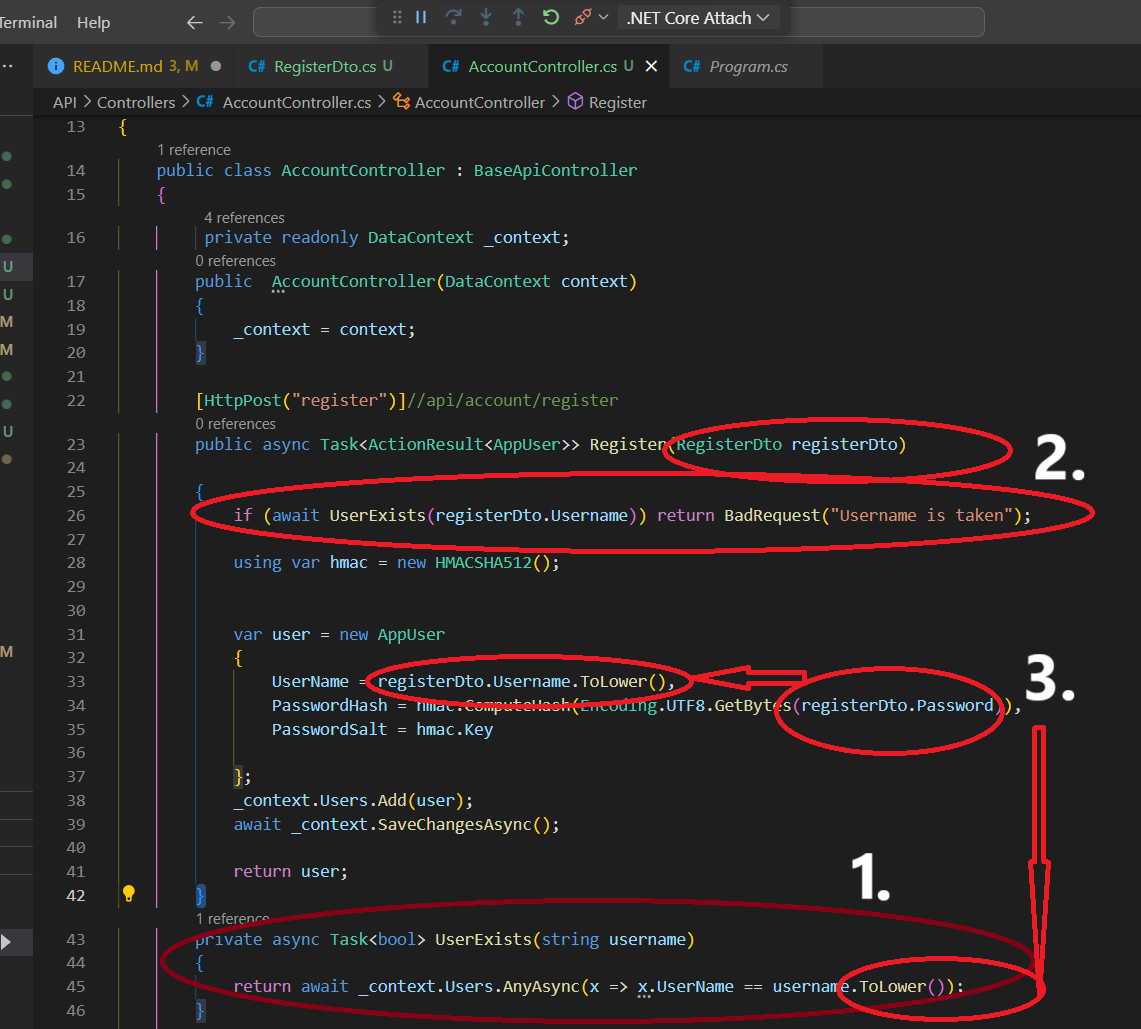 Terminal Help
.NET Core Attach
README.md 3, M
C# RegisterDto.cs U
C# AccountController.cs U
C# Program.cs
API > Controllers > C# AccountController.cs > AccountController > Register
13 {
1 reference
14 public class AccountController : BaseApiController
15 {
4 references
16 private readonly DataContext _context;
0 references
17 public AccountController(DataContext context)
18 {
19 _context = context;
20 }
21
22 [HttpPost("register")]//api/account/register
0 references
23 public async Task<ActionResult<AppUser>> Register(RegisterDto registerDto)
2.
24
25 {
26 if (await UserExists(registerDto.Username)) return BadRequest("Username is taken");
27
28 using var hmac = new HMACSHA512();
29
30
31 var user = new AppUser
32 {
33 UserName = registerDto.Username.ToLower(),
3.
34 PasswordHash = hmac.ComputeHash(Encoding.UTF8.GetBytes(registerDto.Password)),
35 PasswordSalt = hmac.Key
36
37 };
38 _context.Users.Add(user);
39 await _context.SaveChangesAsync();
40
41 return user;
1.
42 }
1 reference
43 private async Task<bool> UserExists(string username)
44 {
45 return await _context.Users.AnyAsync(x => x.UserName == username.ToLower());
46 }
U
U
M
M
U
M